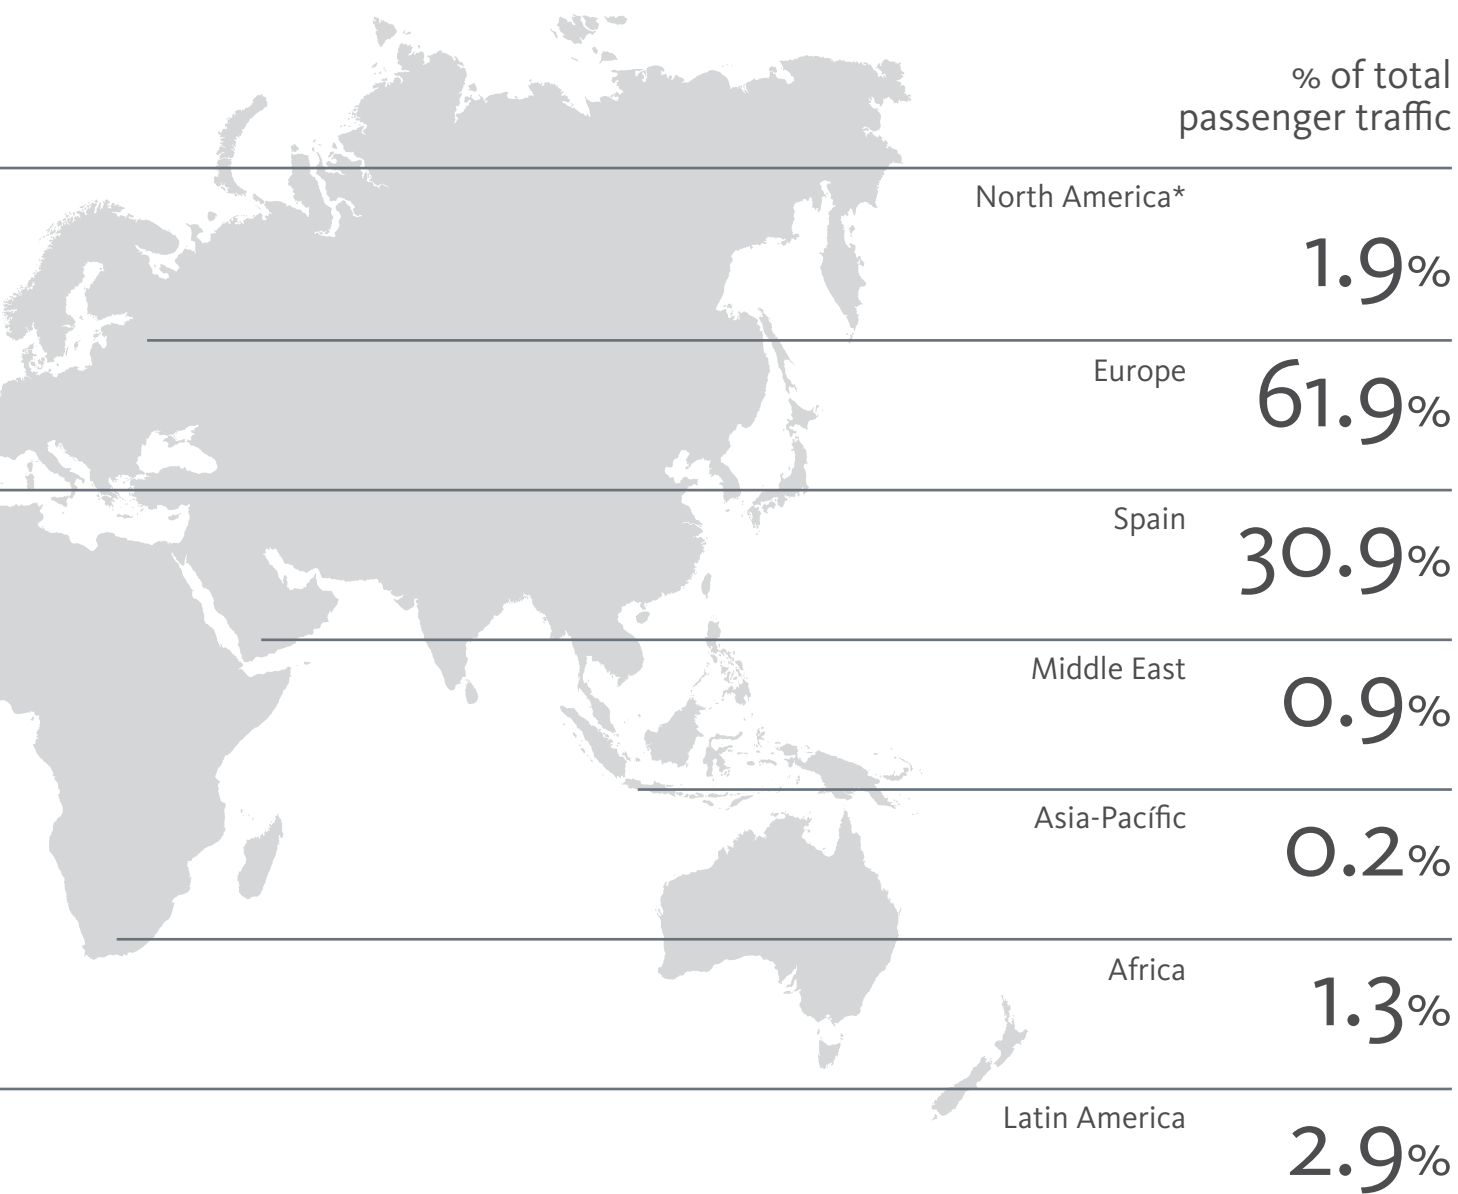 % of total
passenger traffic
North America*
1.9%
Europe
61.9%
Spain
30.9%
Middle East
0.9%
Asia-Pacífic
0.2%
Africa
1.3%
Latin America
2.9%